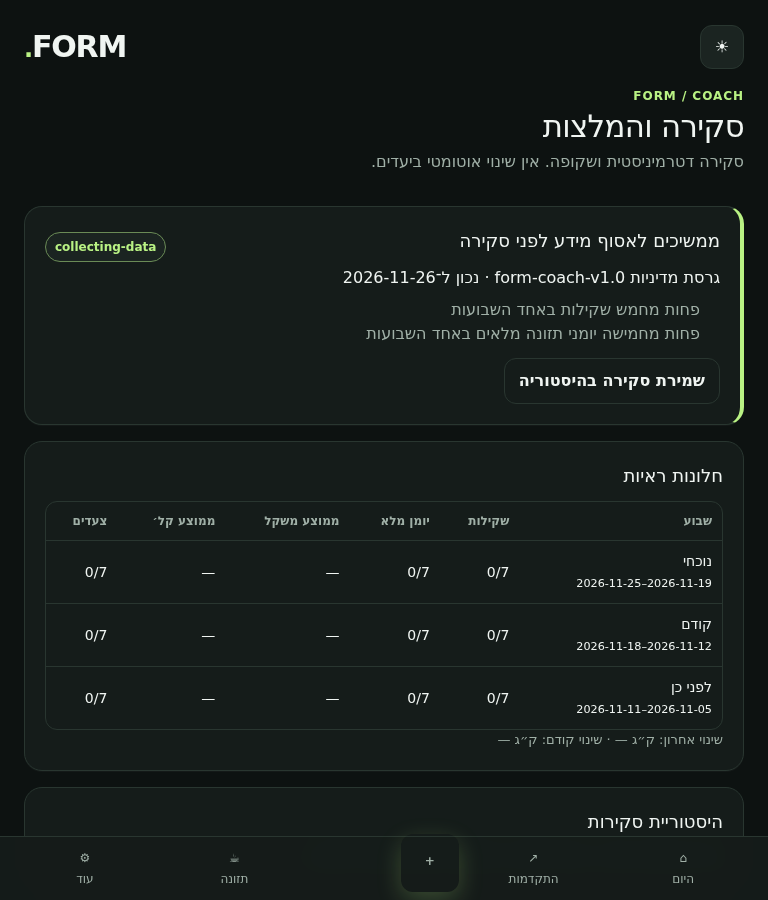 .FORM
☀
FORM / COACH
סקירה והמלצות
סקירה דטרמיניסטית ושקופה. אין שינוי אוטומטי ביעדים.
ממשיכים לאסוף מידע לפני סקירה
collecting-data
גרסת מדיניות form-coach-v1.0 · נכון ל־2026-11-26
פחות מחמש שקילות באחד השבועות
פחות מחמישה יומני תזונה מלאים באחד השבועות
שמירת סקירה בהיסטוריה
חלונות ראיות
שבוע שקילות יומן מלא ממוצע משקל ממוצע קל׳ צעדים
נוכחי
2026-11-25–2026-11-19 0/7 0/7 — — 0/7
קודם
2026-11-18–2026-11-12 0/7 0/7 — — 0/7
לפני כן
2026-11-11–2026-11-05 0/7 0/7 — — 0/7
שינוי אחרון: ק״ג — · שינוי קודם: ק״ג —
היסטוריית סקירות
היום
התקדמות
+
תזונה
עוד